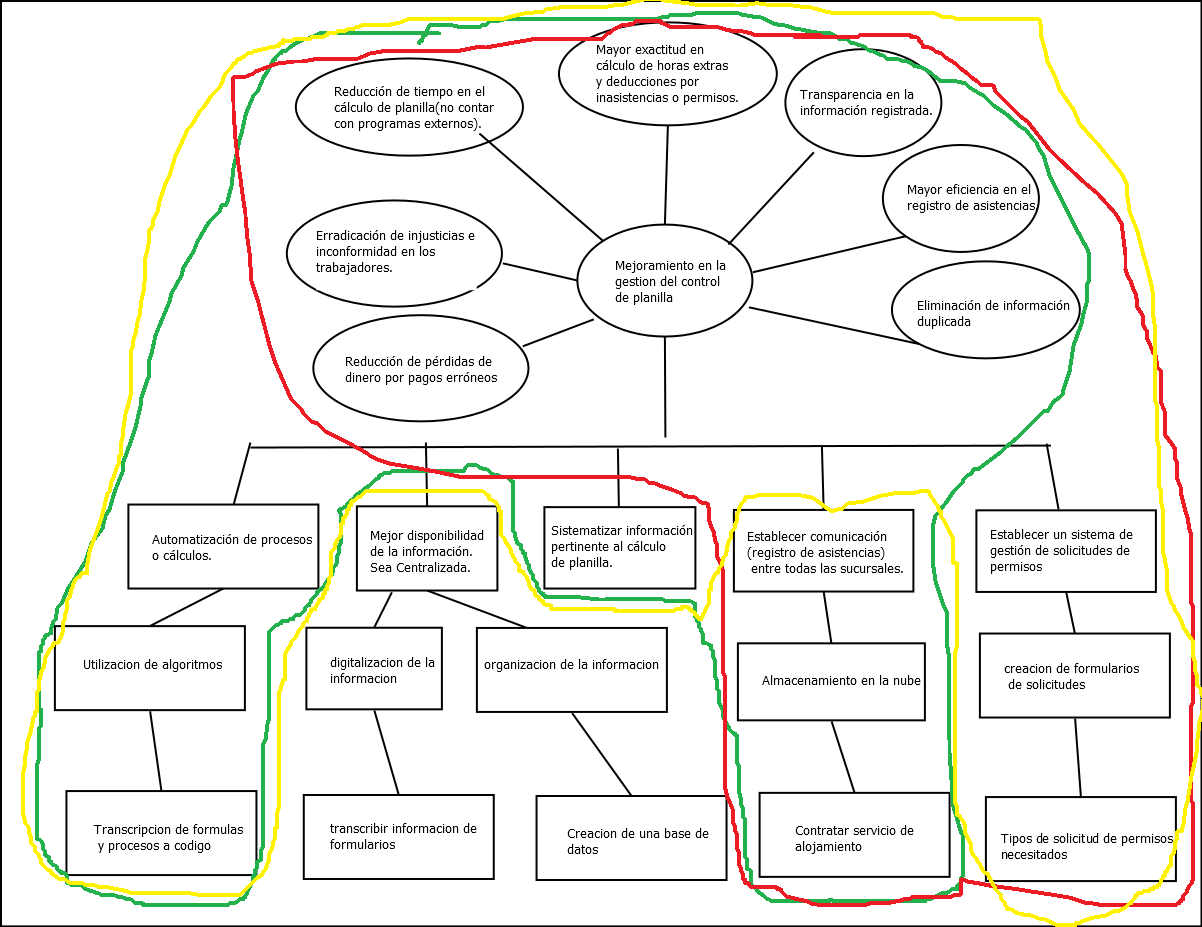 Mayor exactitud en
cálculo de horas extras
y deducciones por
inasistencias o permisos.
Reducción de tiempo en el
cálculo de planilla(no contar
con programas externos).
Transparencia en la
información registrada.
Mayor eficiencia en el
registro de asistencias
Erradicación de injusticias e
inconformidad en los
trabajadores.
Mejoramiento en la
gestion del control
de planilla
Eliminación de información
duplicada
Reducción de pérdidas de
dinero por pagos erróneos
Automatización de procesos
o cálculos.
Mejor disponibilidad
de la información.
Sea Centralizada.
Sistematizar información
pertinente al cálculo
de planilla.
Establecer comunicación
(registro de asistencias)
entre todas las sucursales.
Establecer un sistema de
gestión de solicitudes de
permisos
Utilizacion de algoritmos
digitalizacion de la
informacion
organizacion de la informacion
Almacenamiento en la nube
creacion de formularios
de solicitudes
Transcripcion de formulas
y procesos a codigo
transcribir informacion de
formularios
Creacion de una base de
datos
Contratar servicio de
alojamiento
Tipos de solicitud de permisos
necesitados